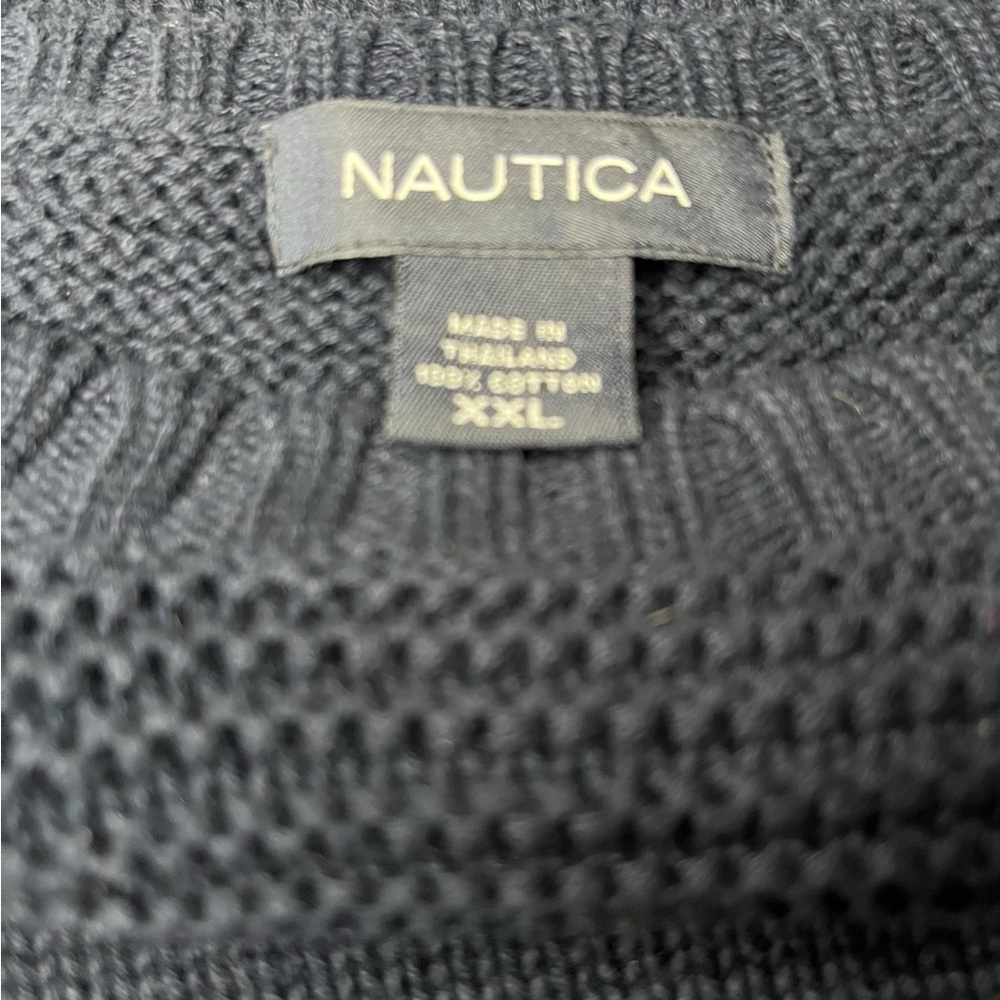 NAUTICA
MADE IN
THAILAND
100% COTTON
XXL